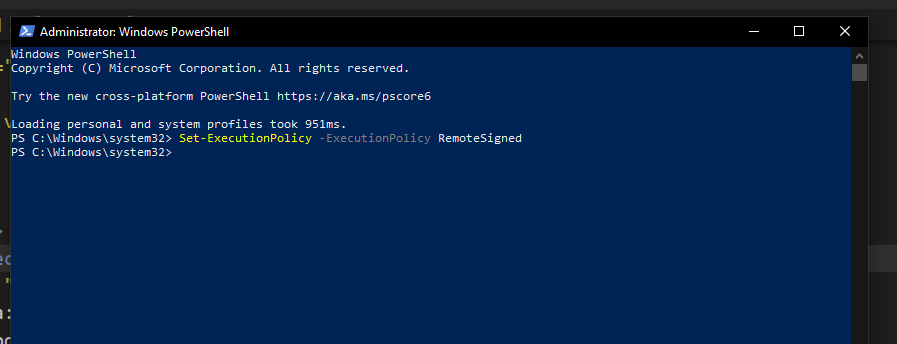 Administrator: Windows PowerShell
Windows PowerShell
Copyright (C) Microsoft Corporation. All rights reserved.
Try the new cross-platform PowerShell https://aka.ms/pscore6
Loading personal and system profiles took 951ms.
PS C:\Windows\system32> Set-ExecutionPolicy -ExecutionPolicy RemoteSigned
PS C:\Windows\system32>